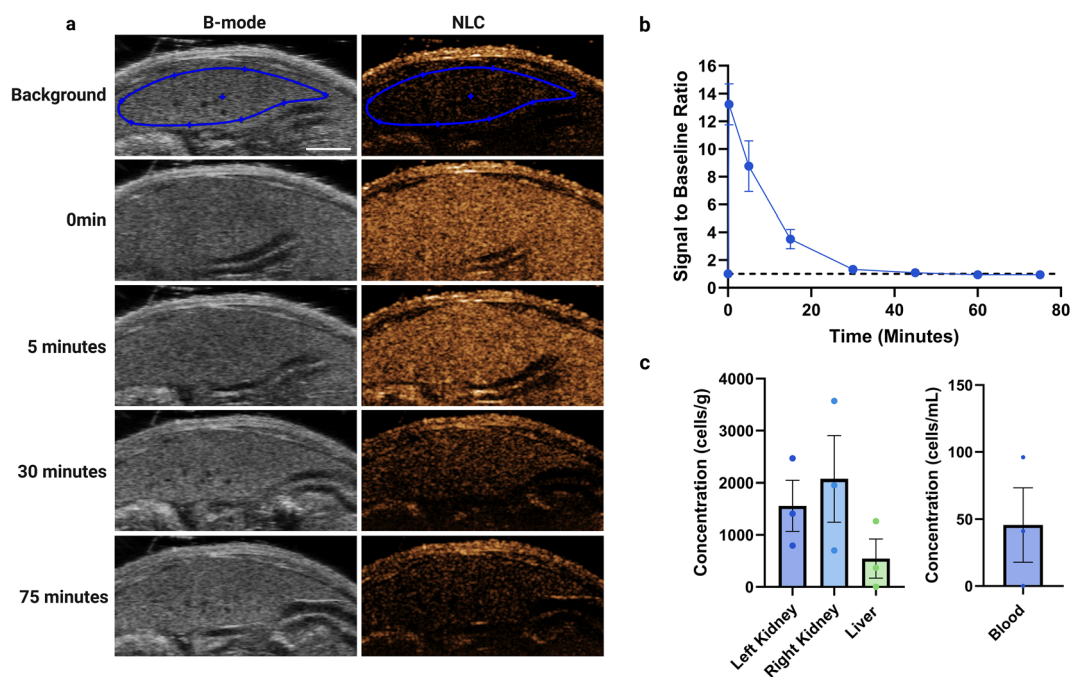 a
B-mode
NLC
Background
0min
5 minutes
30 minutes
75 minutes
b
Signal to Baseline Ratio
16
14
12
10
8
6
4
2
0
0
20
40
60
80
Time (Minutes)
c
Concentration (cells/g)
4000
3000
2000
1000
0
Left Kidney
Right Kidney
Liver
Concentration (cells/mL)
150
100
50
0
Blood